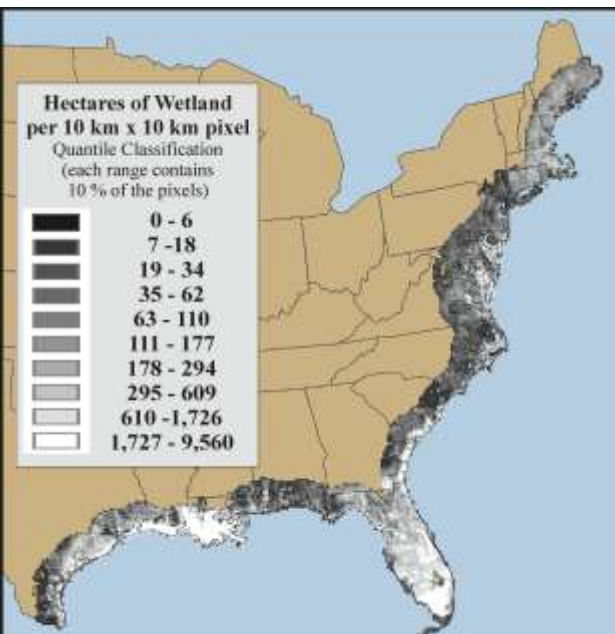 Hectares of Wetland
per 10 km x 10 km pixel
Quantile Classification
(each range contains
10 % of the pixels)
0 - 6
7 -18
19 - 34
35 - 62
63 - 110
111 - 177
178 - 294
295 - 609
610 -1,726
1,727 - 9,560